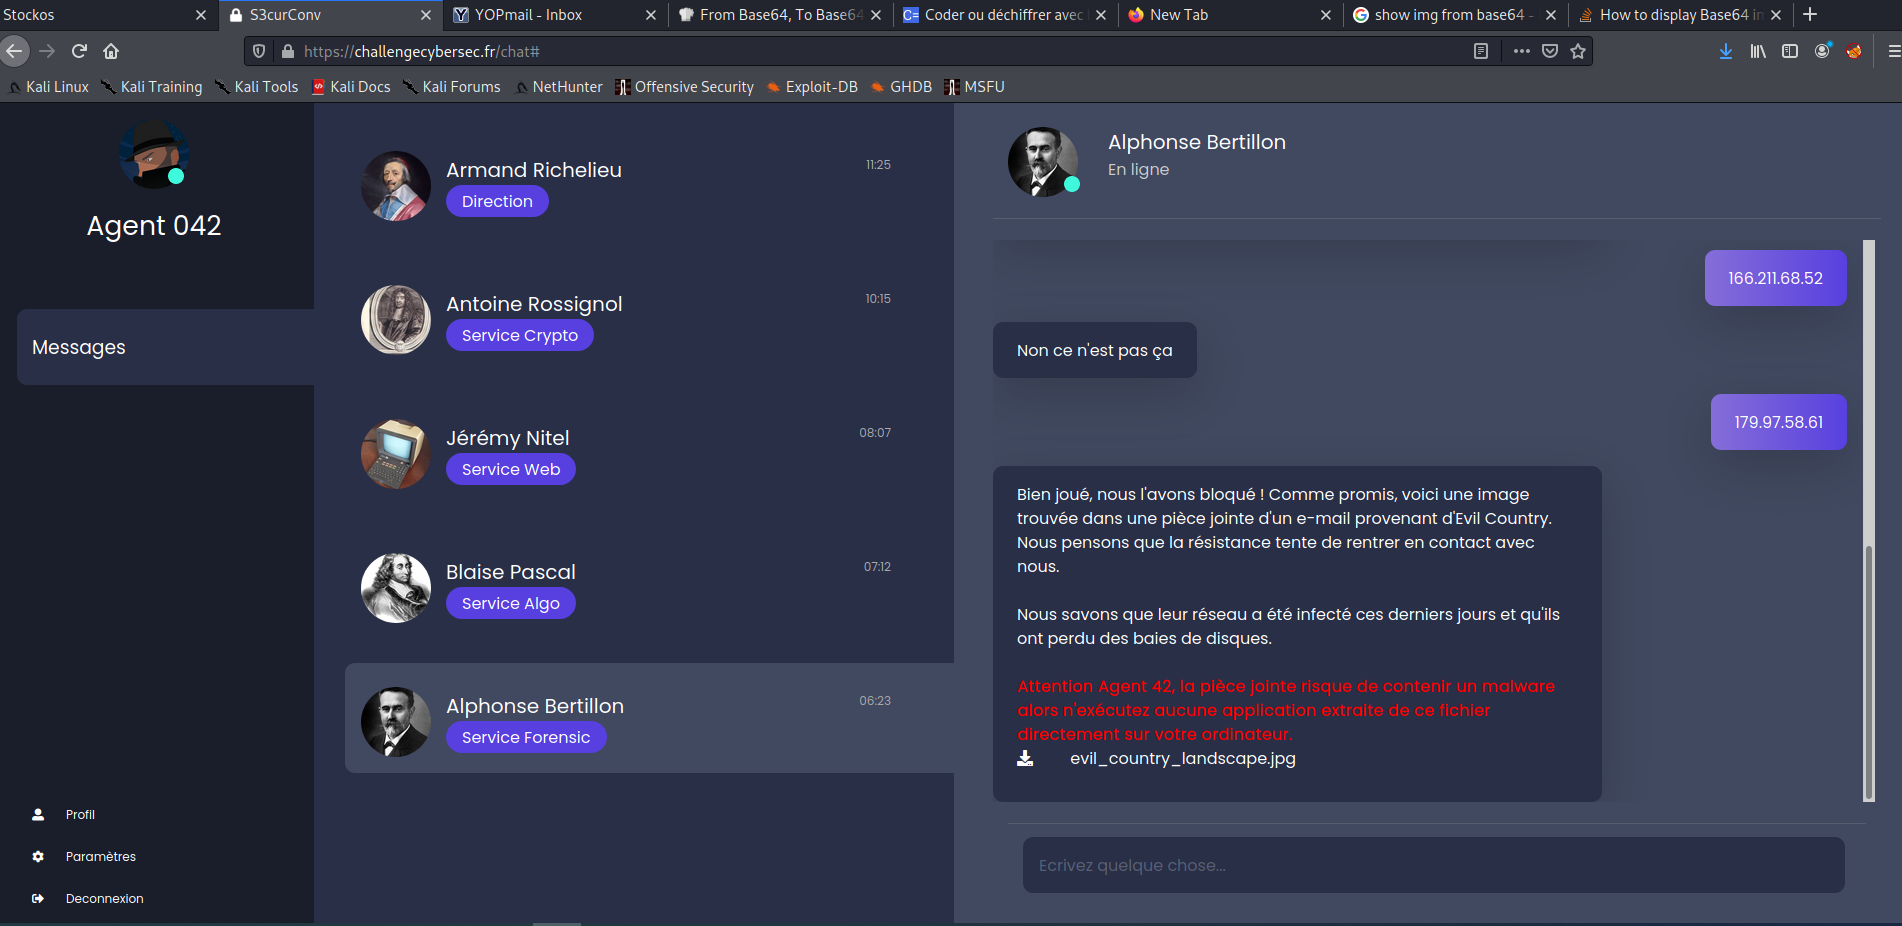 Stockos
S3curConv
YOPmail - Inbox
From Base64, To Base64
Coder ou déchiffrer avec
New Tab
show img from base64 -
How to display Base64 in
https://challengecybersec.fr/chat#
Kali Linux
Kali Training
Kali Tools
Kali Docs
Kali Forums
NetHunter
Offensive Security
Exploit-DB
GHDB
MSFU
Agent 042
Messages
Profil
Paramètres
Deconnexion
Armand Richelieu
11:25
Direction
Antoine Rossignol
10:15
Service Crypto
Jérémy Nitel
08:07
Service Web
Blaise Pascal
07:12
Service Algo
Alphonse Bertillon
06:23
Service Forensic
Alphonse Bertillon
En ligne
166.211.68.52
Non ce n'est pas ça
179.97.58.61
Bien joué, nous l'avons bloqué ! Comme promis, voici une image
trouvée dans une pièce jointe d'un e-mail provenant d'Evil Country.
Nous pensons que la résistance tente de rentrer en contact avec
nous.
Nous savons que leur réseau a été infecté ces derniers jours et qu'ils
ont perdu des baies de disques.
Attention Agent 42, la pièce jointe risque de contenir un malware
alors n'exécutez aucune application extraite de ce fichier
directement sur votre ordinateur.
evil_country_landscape.jpg
Ecrivez quelque chose...